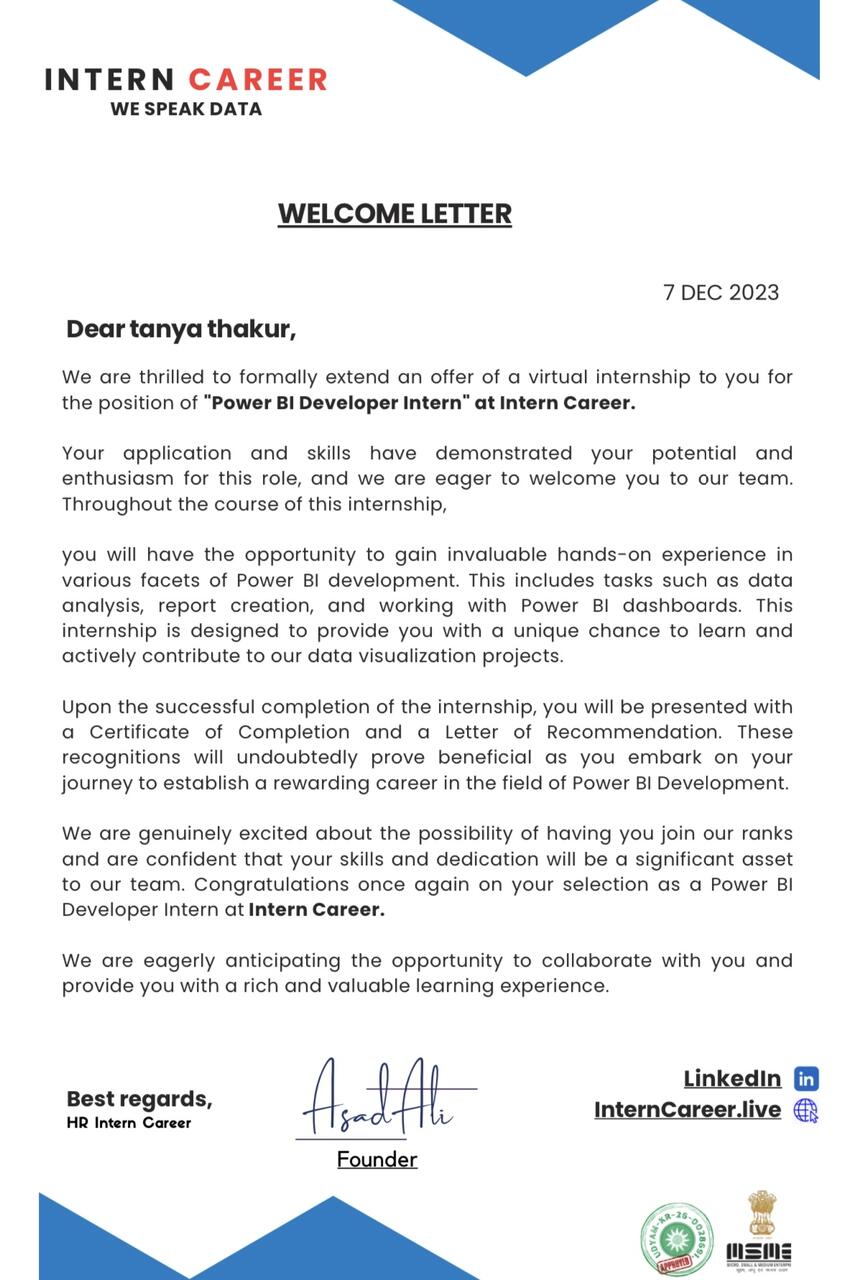 INTERN CAREER
WE SPEAK DATA
WELCOME LETTER
7 DEC 2023
Dear tanya thakur,
We are thrilled to formally extend an offer of a virtual internship to you for
the position of "Power BI Developer Intern" at Intern Career.
Your application and skills have demonstrated your potential and
enthusiasm for this role, and we are eager to welcome you to our team.
Throughout the course of this internship,
you will have the opportunity to gain invaluable hands-on experience in
various facets of Power BI development. This includes tasks such as data
analysis, report creation, and working with Power BI dashboards. This
internship is designed to provide you with a unique chance to learn and
actively contribute to our data visualization projects.
Upon the successful completion of the internship, you will be presented with
a Certificate of Completion and a Letter of Recommendation. These
recognitions will undoubtedly prove beneficial as you embark on your
journey to establish a rewarding career in the field of Power BI Development.
We are genuinely excited about the possibility of having you join our ranks
and are confident that your skills and dedication will be a significant asset
to our team. Congratulations once again on your selection as a Power BI
Developer Intern at Intern Career.
We are eagerly anticipating the opportunity to collaborate with you and
provide you with a rich and valuable learning experience.
Best regards,
HR Intern Career
Asad Ali
Founder
LinkedIn in
InternCareer.live
APPROVED
MSME
MICRO, SMALL & MEDIUM ENTERPRISES